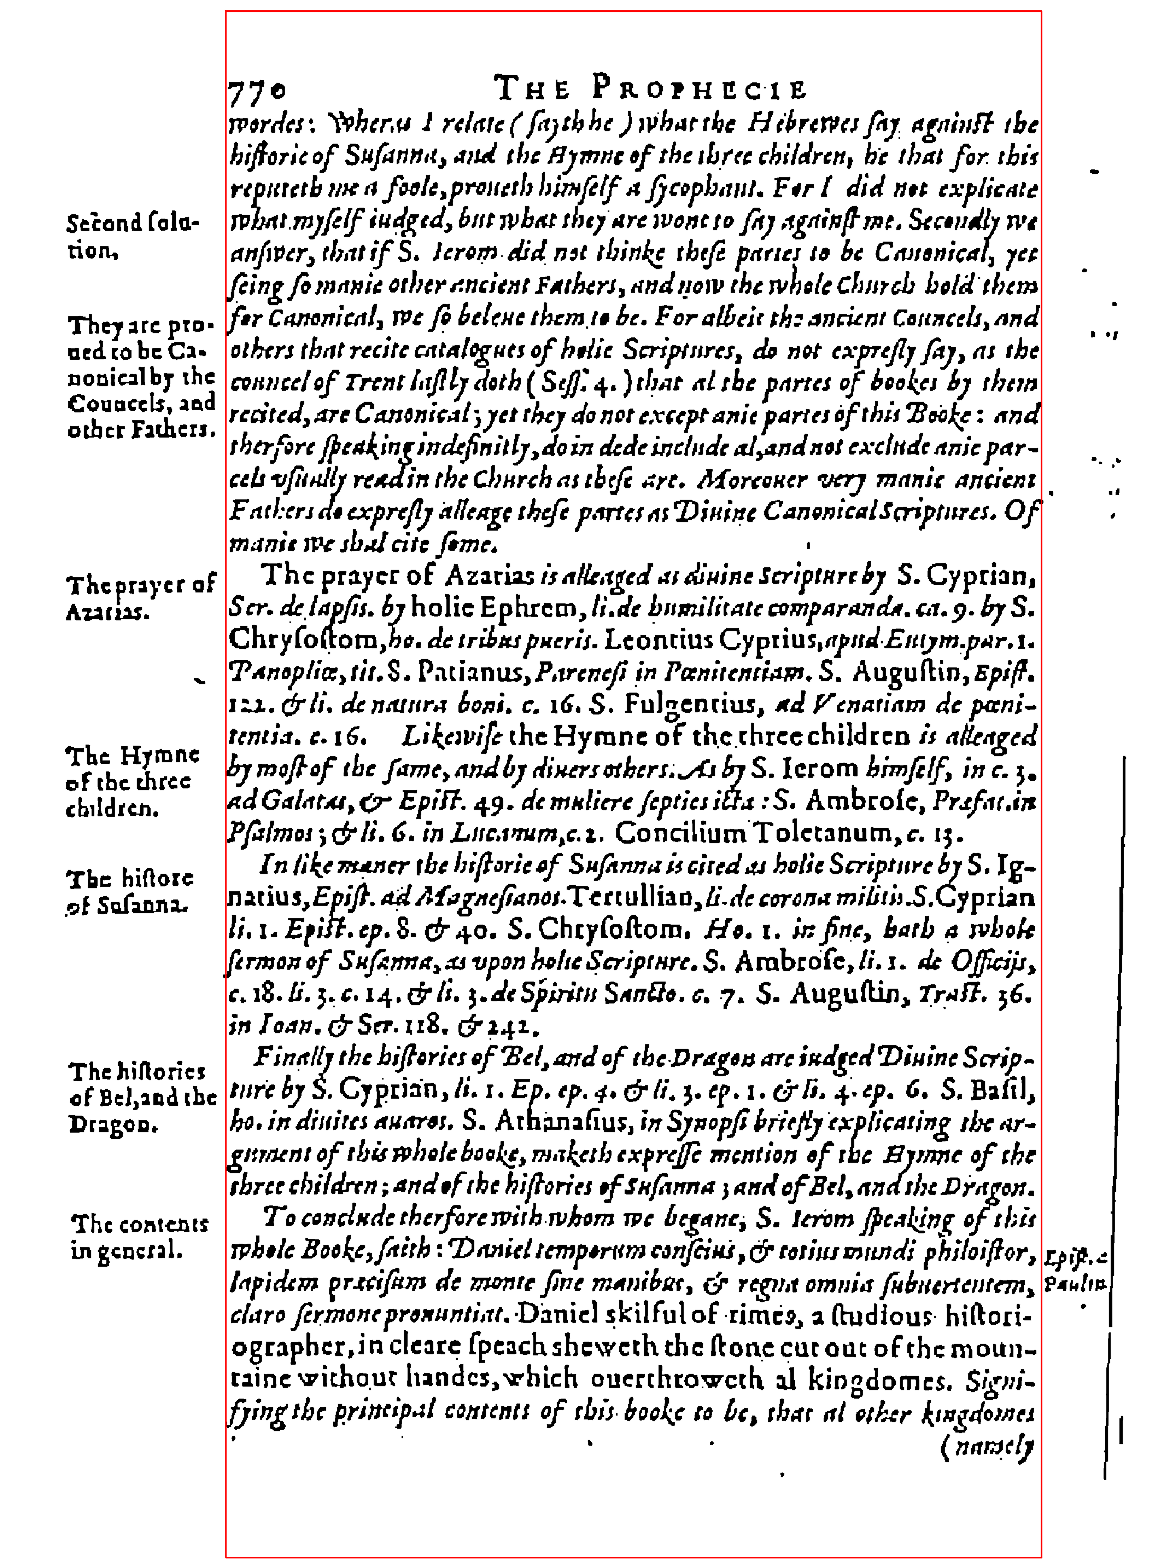 770 THE PROPHECIE
wordes: Wheras I relate (sayth he) what the Hebrewes say against the
historie of Susanna, and the Hymne of the three children, he that for this
reputeth me a foole, proueth himself a sycophant. For I did not explicate
what myself iudged, but what they are wont to say against me. Secondly we
answer, that if S. Ierom did not thinke these partes to be Canonical, yet
seing so manie other ancient Fathers, and now the whole Church hold them
for Canonical, we so beleue them to be. For albeit the ancient Councels, and
others that recite catalogues of holie Scriptures, do not expresly say, as the
councel of Trent lastly doth (Sess. 4.) that al the partes of bookes by them
recited, are Canonical; yet they do not except anie partes of this Booke: and
therfore speaking indefinitly, do in dede include al, and not exclude anie par-
cels vsually read in the Church as these are. Moreouer very manie ancient
Fathers do expresly alleage these partes as Diuine Canonical Scriptures. Of
manie we shal cite some.
The prayer of Azarias is alleaged as diuine Scripture by S. Cyprian,
Ser. de lapsis. by holie Ephrem, li. de humilitate comparanda. ca. 9. by S.
Chrysostom, ho. de tribus pueris. Leontius Cyprius, apud Eutym. par. 1.
Panopliæ, tit. S. Patianus, Parenesi in Pœnitentiam. S. Augustin, Epist.
122. & li. de natura boni. c. 16. S. Fulgentius, ad Venatiam de pœni-
tentia. c. 16. Likewise the Hymne of the three children is alleaged
by most of the same, and by diuers others. As by S. Ierom himself, in c. 3.
ad Galatas, & Epist. 49. de muliere septies icta: S. Ambrose, Præfat. in
Psalmos; & li. 6. in Lucanum, c. 2. Concilium Toletanum, c. 13.
In like maner the historie of Susanna is cited as holie Scripture by S. Ig-
natius, Epist. ad Magnesianos. Tertullian, li. de corona militis. S. Cyprian
li. 1. Epist. ep. 8. & 40. S. Chrysostom. Ho. 1. in fine, hath a whole
sermon of Susanna, as vpon holie Scripture. S. Ambrose, li. 1. de Officijs,
c. 18. li. 3. c. 14. & li. 3. de Spiritu Sancto. c. 7. S. Augustin, Tract. 36.
in Ioan. & Ser. 118. & 242.
Finally the histories of Bel, and of the Dragon are iudged Diuine Scrip-
ture by S. Cyprian, li. 1. Ep. ep. 4. & li. 3. ep. 1. & li. 4. ep. 6. S. Basil,
ho. in diuites auaros. S. Athanasius, in Synopsi briefly explicating the ar-
gument of this whole booke, maketh expresse mention of the Hymne of the
three children; and of the histories of Susanna; and of Bel, and the Dragon.
To conclude therfore with whom we began, S. Ierom speaking of this
whole Booke, saith: Daniel temporum conscius, & totius mundi philoistor,
lapidem præcisum de monte sine manibus, & regna omnia subuertentem,
claro sermone pronuntiat. Daniel skilful of times, a studious histori-
ographer, in cleare speach sheweth the stone cut out of the moun-
taine without handes, which ouerthroweth al kingdomes. Signi-
fying the principal contents of this booke to be, that al other kingdomes
(namely
Second solu-
tion.
They are pro-
ued to be Ca-
nonical by the
Councels, and
other Fathers.
The prayer of
Azarias.
The Hymne
of the three
children.
The histore
of Susanna.
The histories
of Bel, and the
Dragon.
The contents
in general.
Epist.
Paulin